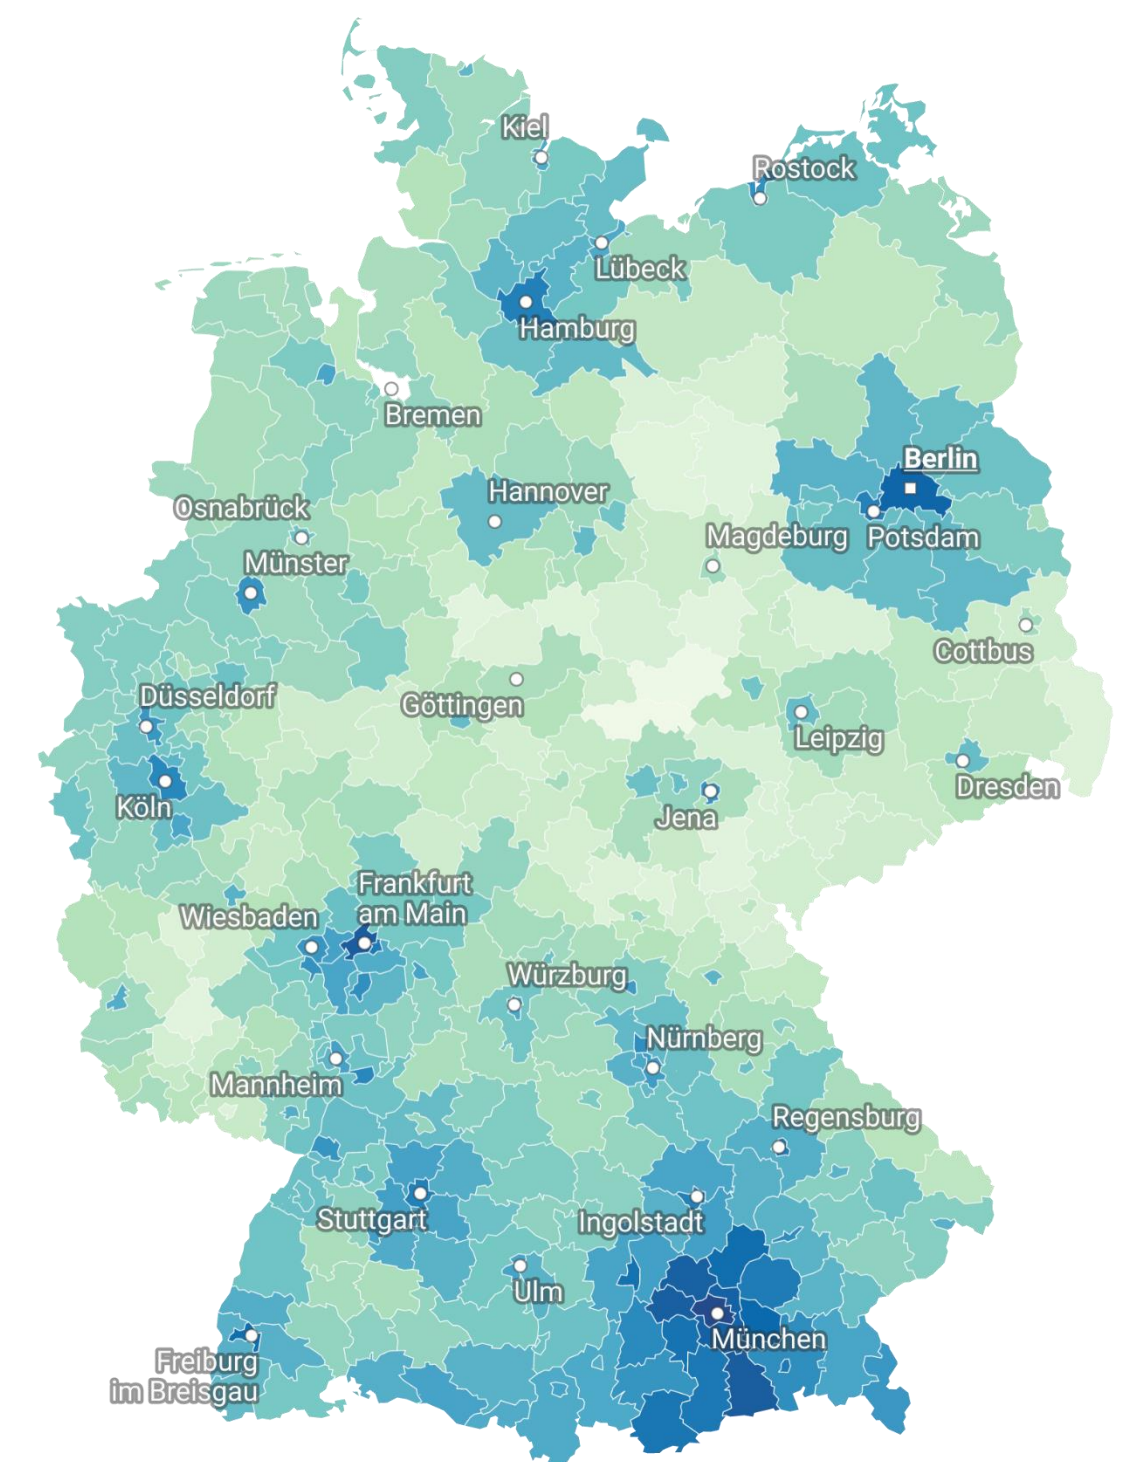 Kiel
Rostock
Lübeck
Hamburg
Bremen
Berlin
Hannover
Osnabrück
Magdeburg
Potsdam
Münster
Cottbus
Düsseldorf
Göttingen
Leipzig
Dresden
Köln
Jena
Frankfurt
am Main
Wiesbaden
Würzburg
Nürnberg
Mannheim
Regensburg
Stuttgart
Ingolstadt
Ulm
München
Freiburg
im Breisgau